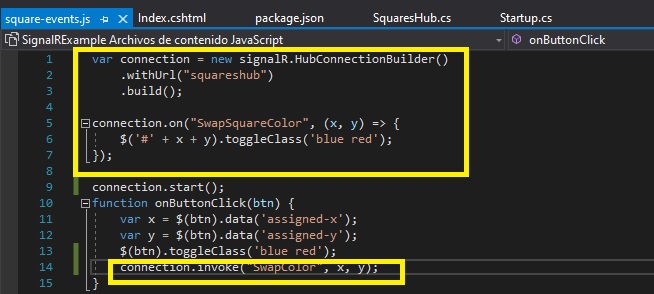 square-events.js Index.cshtml package.json SquaresHub.cs Startup.cs
SignalRExample Archivos de contenido JavaScript onButtonClick
1 var connection = new signalR.HubConnectionBuilder()
2 .withUrl("squareshub")
3 .build();
4
5 connection.on("SwapSquareColor", (x, y) => {
6 $('#' + x + y).toggleClass('blue red');
7 });
8
9 connection.start();
10 function onButtonClick(btn) {
11 var x = $(btn).data('assigned-x');
12 var y = $(btn).data('assigned-y');
13 $(btn).toggleClass('blue red');
14 connection.invoke("SwapColor", x, y);
15 }